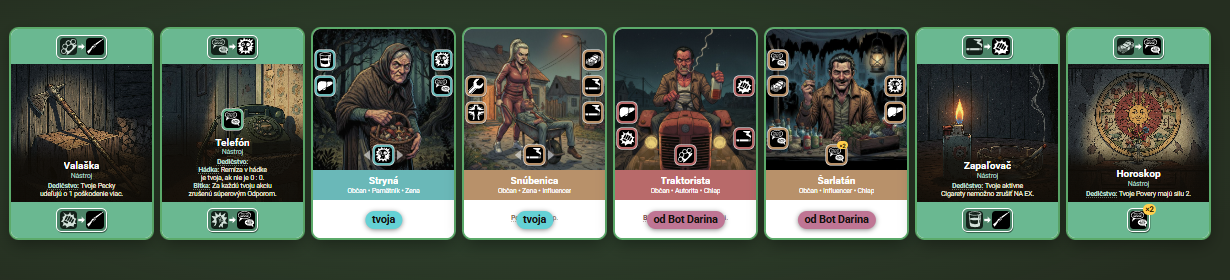 Valaška
Nástroj
Dedičstvo: Tvoje Pecky
udeľujú o 1 poškodenie viac.
Telefón
Nástroj
Dedičstvo:
Hádka: Remíza v hádke
je tvoja, ak nie je 0 : 0.
Bitka: Za každú tvoju akciu
zrušenú súperovým Odporom.
Stryná
Občan • Pamätník • Žena
tvoja
Snúbenica
Občan • Žena • Influencer
tvoja
Traktorista
Občan • Autorita • Chlap
od Bot Darina
x2
Šarlatán
Občan • Influencer • Chlap
od Bot Darina
Zapaľovač
Nástroj
Dedičstvo: Tvoje aktívne
Cigarety nemožno zrušiť NA EX.
Horoskop
Nástroj
Dedičstvo: Tvoje Povery majú silu 2.
x2